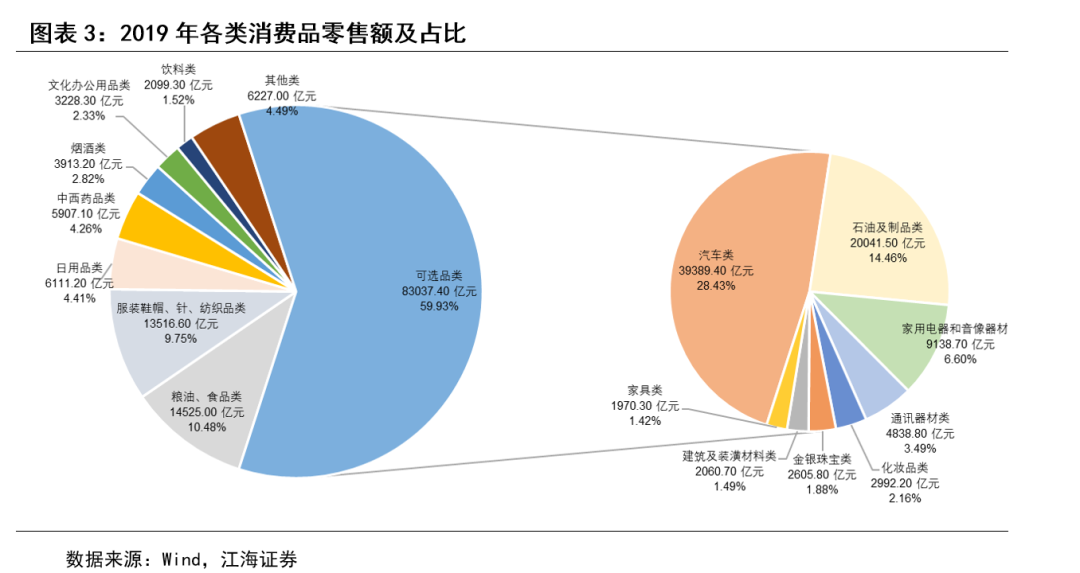 图表 3：2019 年各类消费品零售额及占比
饮料类
2099.30 亿元
1.52%
其他类
6227.00 亿元
4.49%
文化办公用品类
3228.30 亿元
2.33%
烟酒类
3913.20 亿元
2.82%
中西药品类
5907.10 亿元
4.26%
日用品类
6111.20 亿元
4.41%
服装鞋帽、针、纺织品类
13516.60 亿元
9.75%
粮油、食品类
14525.00 亿元
10.48%
可选品类
83037.40 亿元
59.93%
汽车类
39389.40 亿元
28.43%
石油及制品类
20041.50 亿元
14.46%
家用电器和音像器材
9138.70 亿元
6.60%
通讯器材类
4838.80 亿元
3.49%
化妆品类
2992.20 亿元
2.16%
金银珠宝类
2605.80 亿元
1.88%
建筑及装潢材料类
2060.70 亿元
1.49%
家具类
1970.30 亿元
1.42%
数据来源：Wind，江海证券